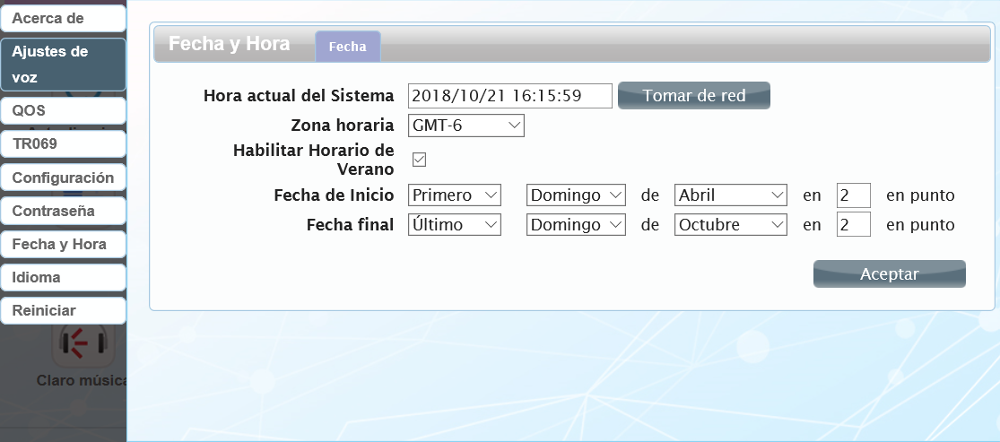 Acerca de
Ajustes de
voz
QOS
TR069
Configuración
Contraseña
Fecha y Hora
Idioma
Reiniciar
Claro música
Fecha y Hora Fecha
Hora actual del Sistema 2018/10/21 16:15:59 Tomar de red
Zona horaria GMT-6
Habilitar Horario de
Verano
Fecha de Inicio Primero Domingo de Abril en 2 en punto
Fecha final Último Domingo de Octubre en 2 en punto
Aceptar